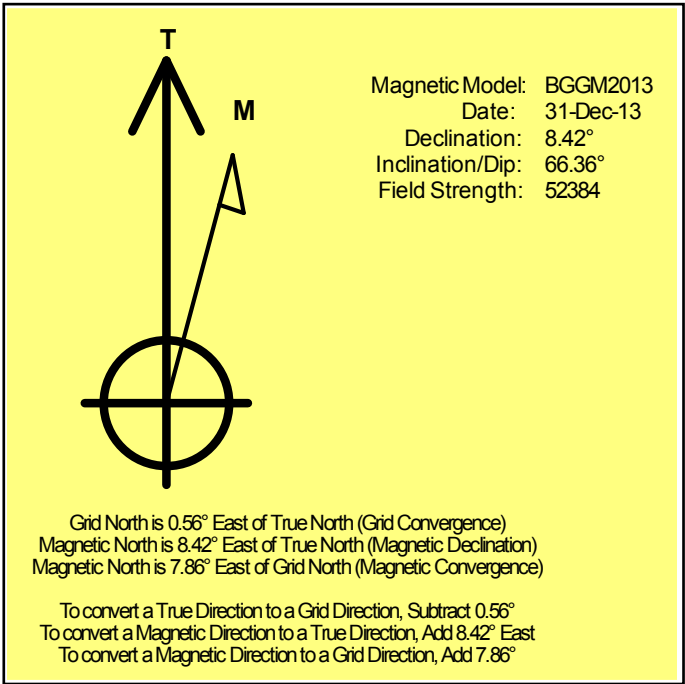 T
M
Magnetic Model: BGGM2013
Date: 31-Dec-13
Declination: 8.42°
Inclination/Dip: 66.36°
Field Strength: 52384
Grid North is 0.56° East of True North (Grid Convergence)
Magnetic North is 8.42° East of True North (Magnetic Declination)
Magnetic North is 7.86° East of Grid North (Magnetic Convergence)
To convert a True Direction to a Grid Direction, Subtract 0.56°
To convert a Magnetic Direction to a True Direction, Add 8.42° East
To convert a Magnetic Direction to a Grid Direction, Add 7.86°